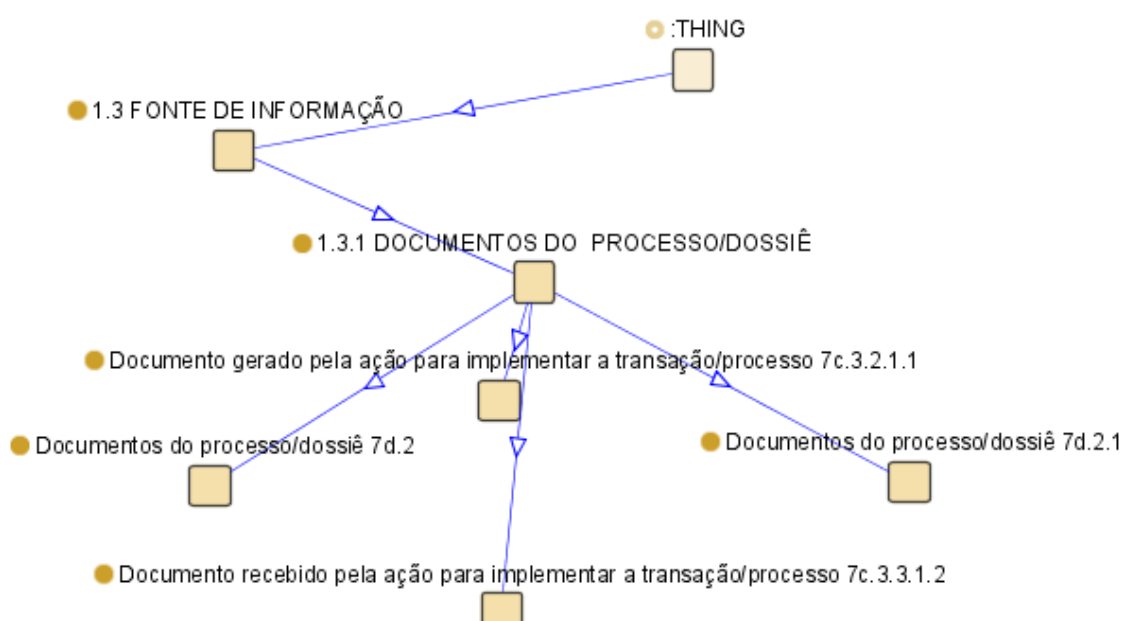 :THING
1.3 FONTE DE INFORMAÇÃO
1.3.1 DOCUMENTOS DO PROCESSO/DOSSIÊ
Documento gerado pela ação para implementar a transação/processo 7c.3.2.1.1
Documentos do processo/dossiê 7d.2
Documentos do processo/dossiê 7d.2.1
Documento recebido pela ação para implementar a transação/processo 7c.3.3.1.2